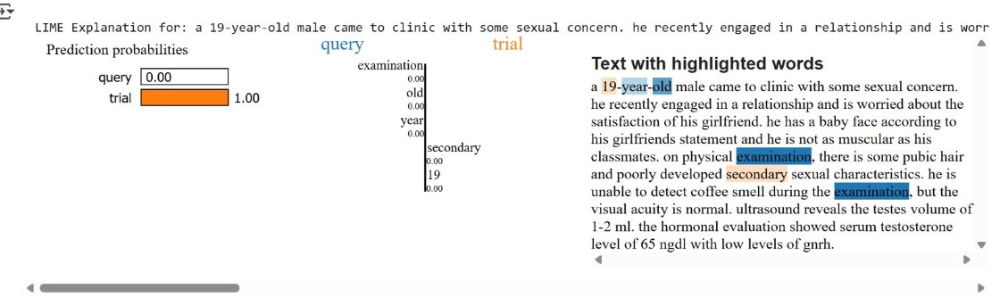 LIME Explanation for: a 19-year-old male came to clinic with some sexual concern. he recently engaged in a relationship and is worr
Prediction probabilities
query 0.00
trial 1.00
query trial
examination
0.00
old
0.00
year
0.00
secondary
0.00
19
0.00
Text with highlighted words
a 19-year-old male came to clinic with some sexual concern.
he recently engaged in a relationship and is worried about the
satisfaction of his girlfriend. he has a baby face according to
his girlfriends statement and he is not as muscular as his
classmates. on physical examination, there is some pubic hair
and poorly developed secondary sexual characteristics. he is
unable to detect coffee smell during the examination, but the
visual acuity is normal. ultrasound reveals the testes volume of
1-2 ml. the hormonal evaluation showed serum testosterone
level of 65 ngdl with low levels of gnrh.